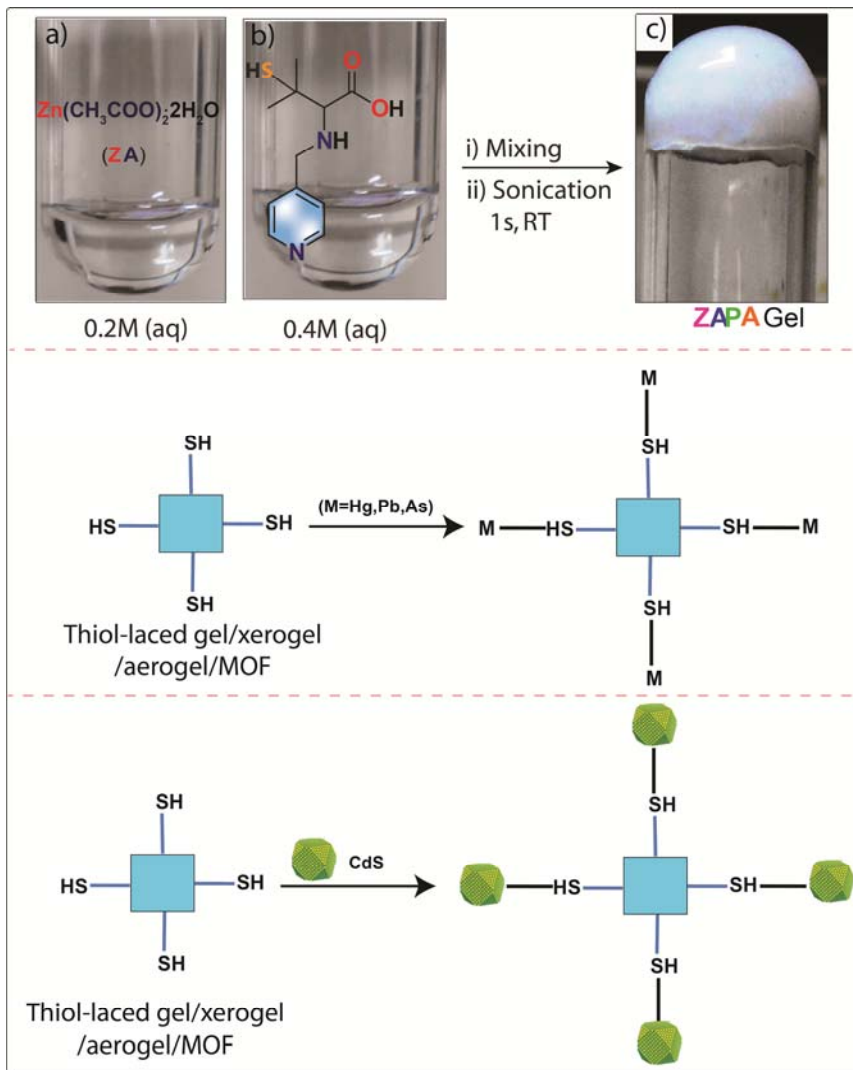 a)
Zn(CH₃COO)₂·2H₂O
(ZA)
0.2M (aq)
b)
HS
O
OH
NH
N
0.4M (aq)
i) Mixing
ii) Sonication
1s, RT
c)
ZAPA Gel
SH
HS
SH
SH
Thiol-laced gel/xerogel
/aerogel/MOF
(M=Hg,Pb,As)
M
SH
M
HS
SH
M
SH
M
SH
HS
SH
SH
Thiol-laced gel/xerogel
/aerogel/MOF
CdS
SH
HS
SH
SH